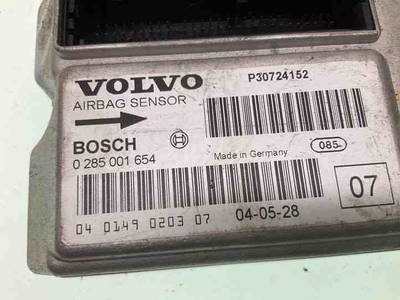 VOLVO
AIRBAG SENSOR
P30724152
BOSCH
0 285 001 654
Made in Germany
085
07
04 0149 0203 07
04-05-28